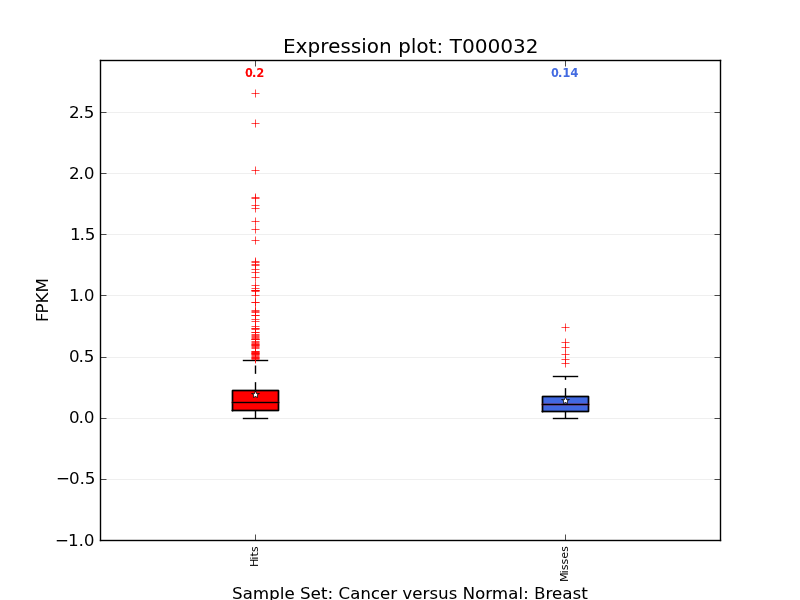 Expression plot: T000032
0.2
0.14
2.5
2.0
1.5
1.0
0.5
0.0
−0.5
−1.0
FPKM
Hits
Misses
Sample Set: Cancer versus Normal: Breast